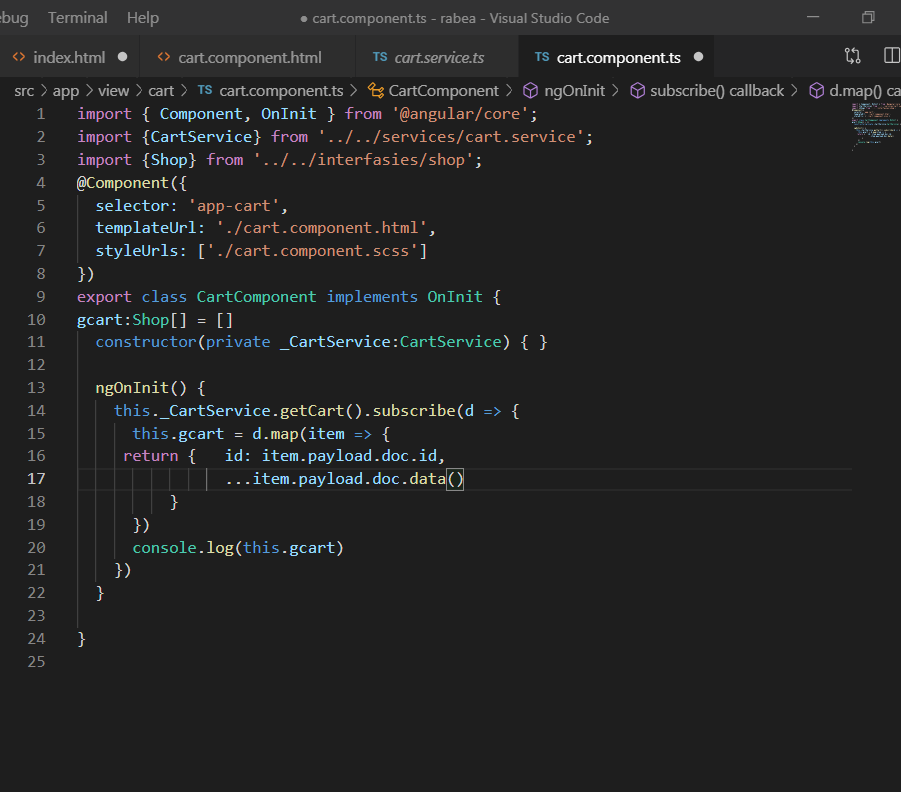 ebug Terminal Help ● cart.component.ts - rabea - Visual Studio Code
<> index.html ● <> cart.component.html TS cart.service.ts TS cart.component.ts ●
src > app > view > cart > TS cart.component.ts > CartComponent > ngOnInit > subscribe() callback > d.map() ca
1 import { Component, OnInit } from '@angular/core';
2 import {CartService} from '../../services/cart.service';
3 import {Shop} from '../../interfasies/shop';
4 @Component({
5 selector: 'app-cart',
6 templateUrl: './cart.component.html',
7 styleUrls: ['./cart.component.scss']
8 })
9 export class CartComponent implements OnInit {
10 gcart:Shop[] = []
11 constructor(private _CartService:CartService) { }
12
13 ngOnInit() {
14 this._CartService.getCart().subscribe(d => {
15 this.gcart = d.map(item => {
16 return { id: item.payload.doc.id,
17 ...item.payload.doc.data()
18 }
19 })
20 console.log(this.gcart)
21 })
22 }
23
24 }
25